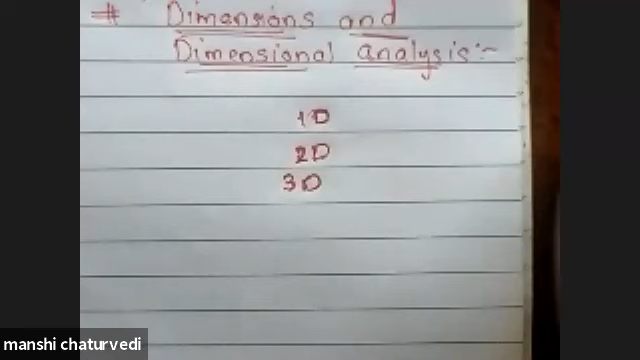 # Dimensions and
Dimensional analysis:-
1D
2D
3D
manshi chaturvedi